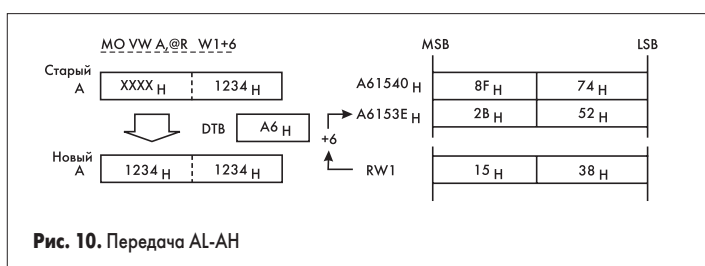 MO VW A,@R W1+6
MSB LSB
Старый А XXXX H 1234 H
A61540 H 8F H 74 H
DTB A6 H
A6153E H 2B H 52 H
+6
Новый А 1234 H 1234 H
RW1 15 H 38 H
Рис. 10. Передача AL-AH